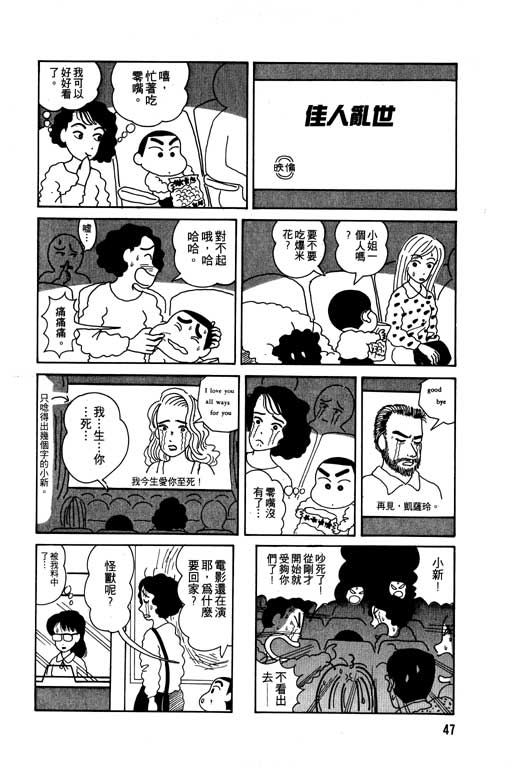 佳人亂世
映倫
嘻，
忙著吃
零嘴。
我可以
好好看
了。
小姐一
個人嗎
？
要不要
吃爆米
花？
對不起
哦，哈
哈哈。
噓…
痛痛痛。
good
bye
再見，凱薩玲。
零嘴沒
有了…
I love you
all ways
for you
我…生…你
…死…
我今生愛你至死！
只唸得出幾個字的小新。
小新！
吵死了！
從剛才
開始就
受夠你
們了！
不看出
去——
電影還在演
耶，爲什麼
要回家？
怪獸呢？
被我料中
了…
47